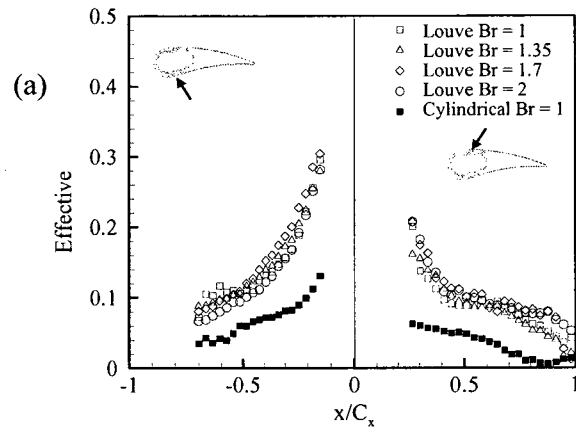 (a)
Effective
0.5
0.4
0.3
0.2
0.1
0
Louve Br = 1
Louve Br = 1.35
Louve Br = 1.7
Louve Br = 2
Cylindrical Br = 1
-1
-0.5
0
0.5
1
x/Cₓ